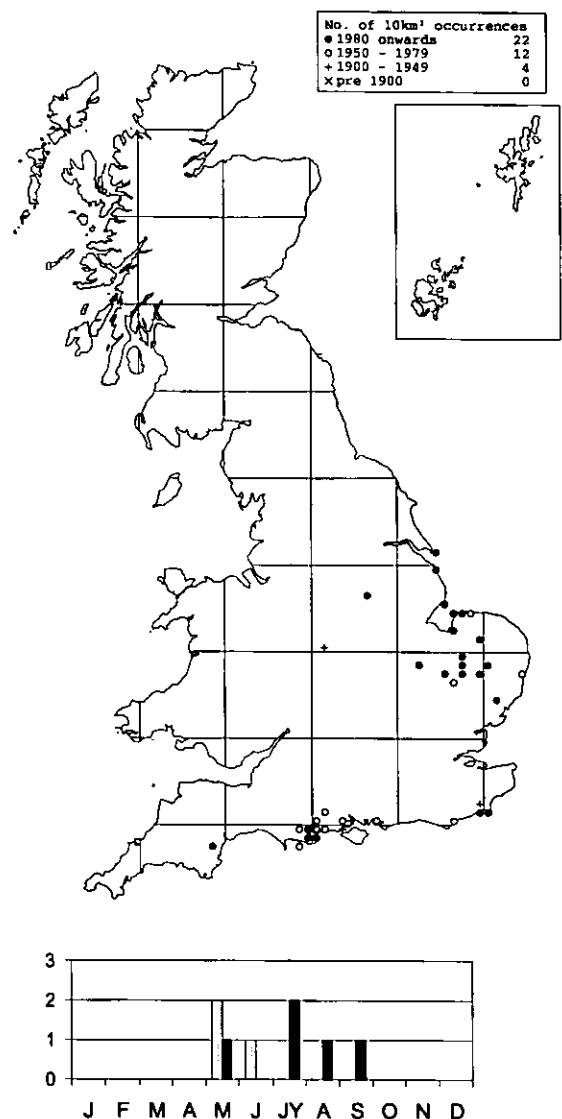 No. of 10km² occurrences
● 1980 onwards 22
o 1950 - 1979 12
+ 1900 - 1949 4
x pre 1900 0
3
2
1
0
J F M A M J JY A S O N D